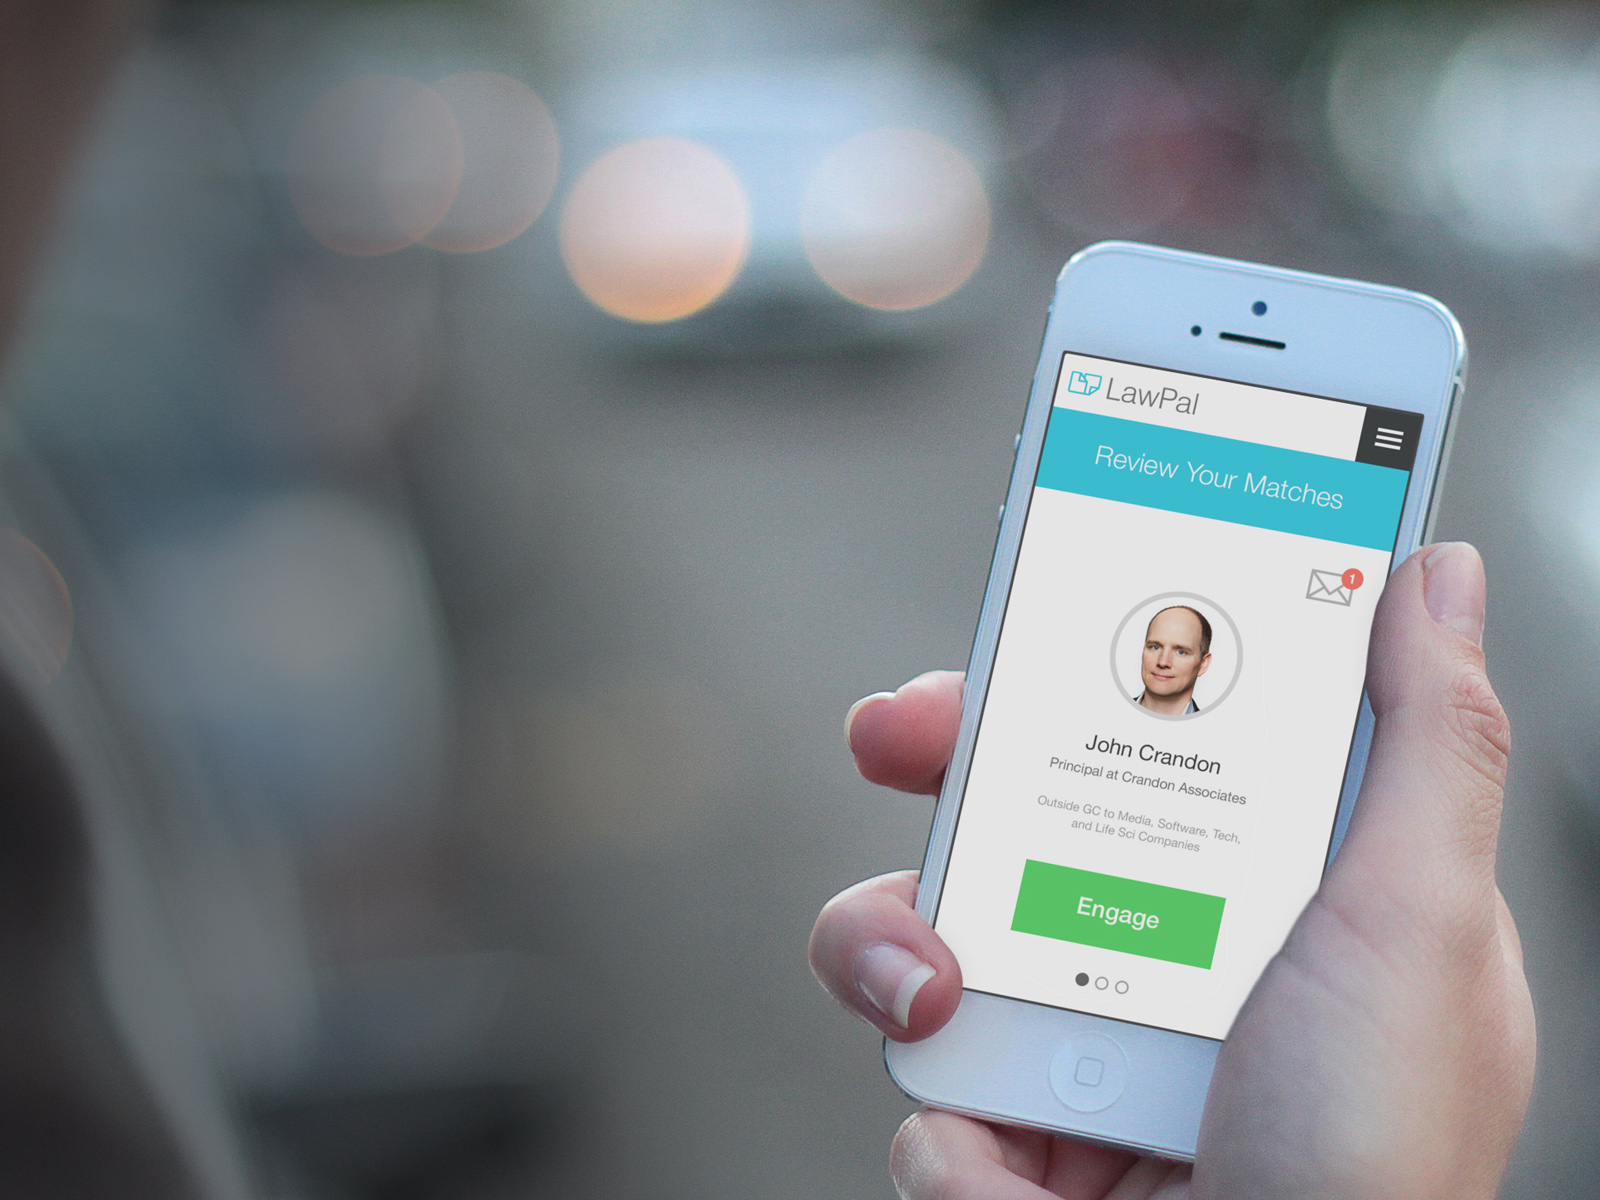 LawPal
Review Your Matches
1
John Crandon
Principal at Crandon Associates
Outside GC to Media, Software, Tech,
and Life Sci Companies
Engage